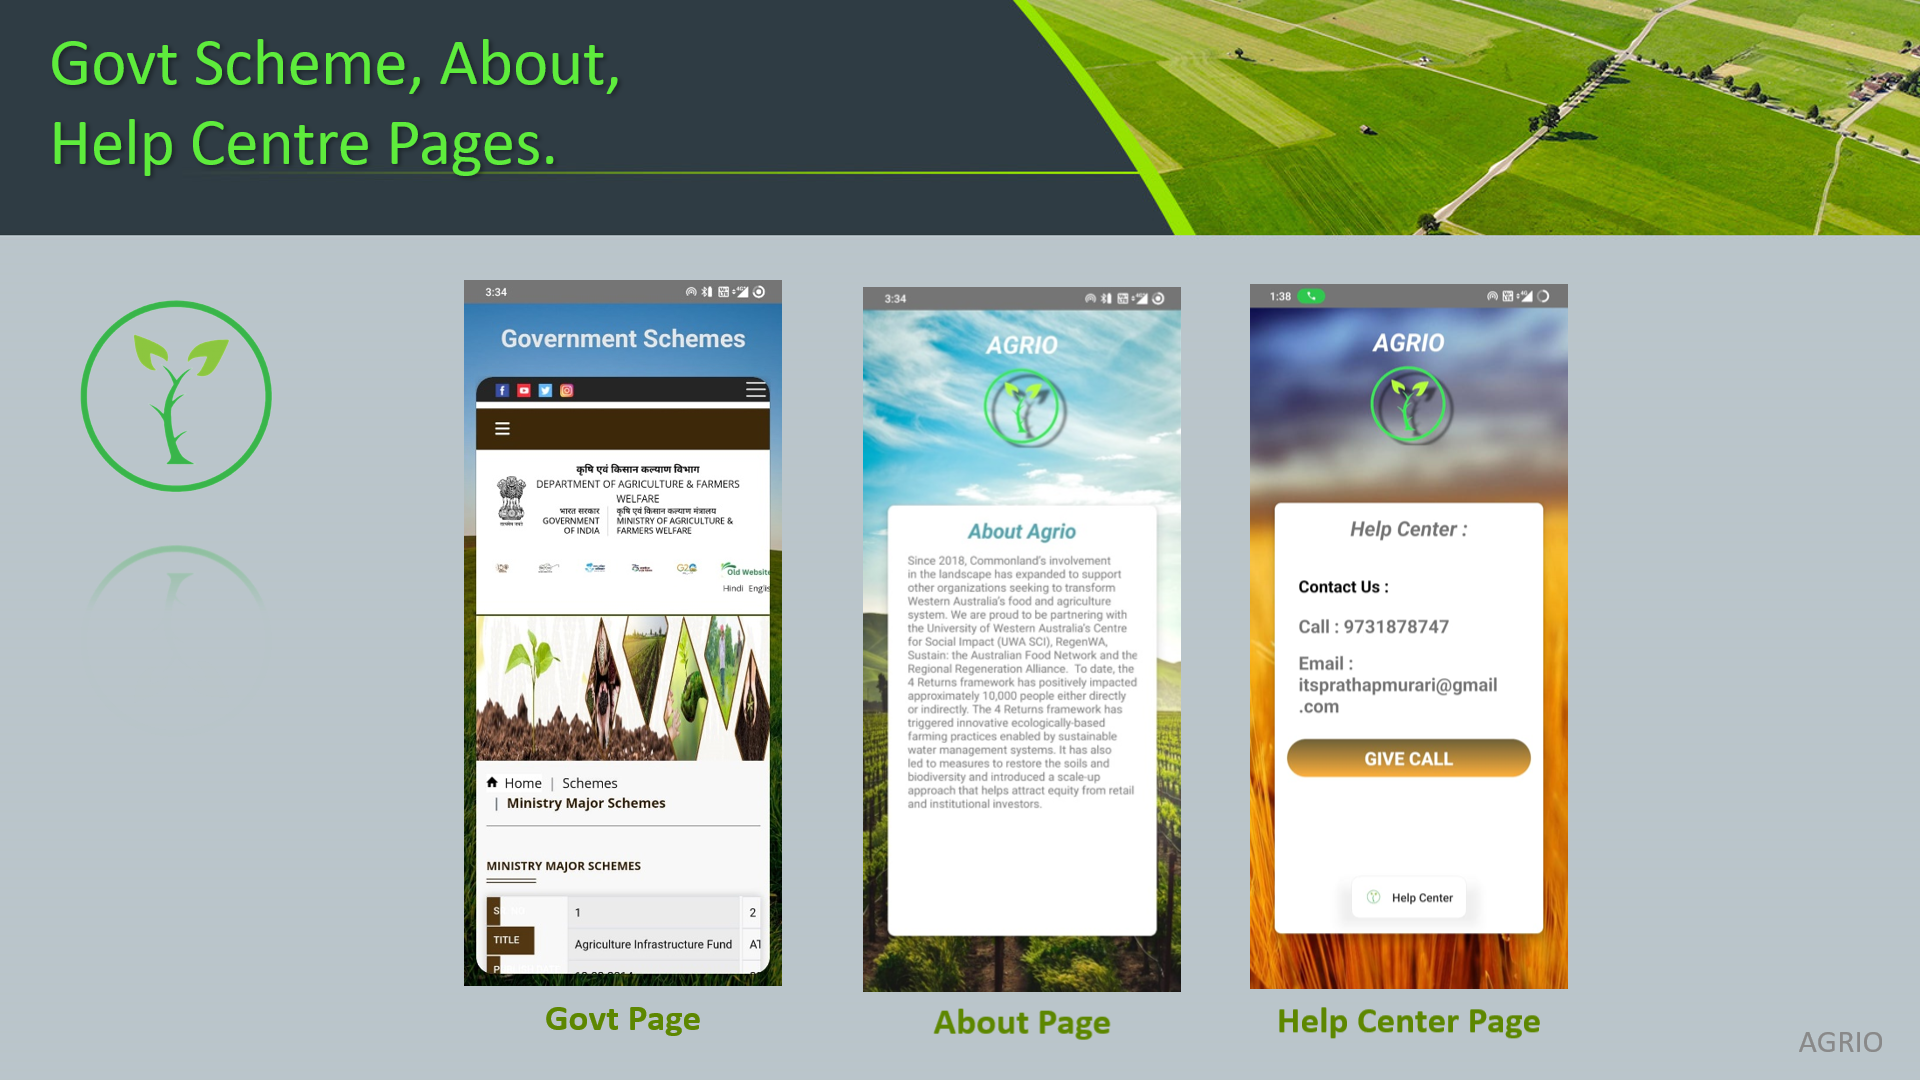 Govt Scheme, About,
Help Centre Pages.
3:34
Government Schemes
कृषि एवं किसान कल्याण विभाग
DEPARTMENT OF AGRICULTURE & FARMERS
WELFARE
भारत सरकार
GOVERNMENT
OF INDIA
कृषि एवं किसान कल्याण मंत्रालय
MINISTRY OF AGRICULTURE &
FARMERS WELFARE
G20
Old Website
Hindi Englis
Home | Schemes
| Ministry Major Schemes
MINISTRY MAJOR SCHEMES
1 2
TITLE Agriculture Infrastructure Fund AT
Govt Page
3:34
AGRIO
About Agrio
Since 2018, Commonland's involvement
in the landscape has expanded to support
other organizations seeking to transform
Western Australia's food and agriculture
system. We are proud to be partnering with
the University of Western Australia's Centre
for Social Impact (UWA SCI), RegenWA,
Sustain: the Australian Food Network and the
Regional Regeneration Alliance. To date, the
4 Returns framework has positively impacted
approximately 10,000 people either directly
or indirectly. The 4 Returns framework has
triggered innovative ecologically-based
farming practices enabled by sustainable
water management systems. It has also
led to measures to restore the soils and
biodiversity and introduced a scale-up
approach that helps attract equity from retail
and institutional investors.
About Page
1:38
AGRIO
Help Center :
Contact Us :
Call : 9731878747
Email :
itsprathapmurari@gmail
.com
GIVE CALL
Help Center
Help Center Page
AGRIO